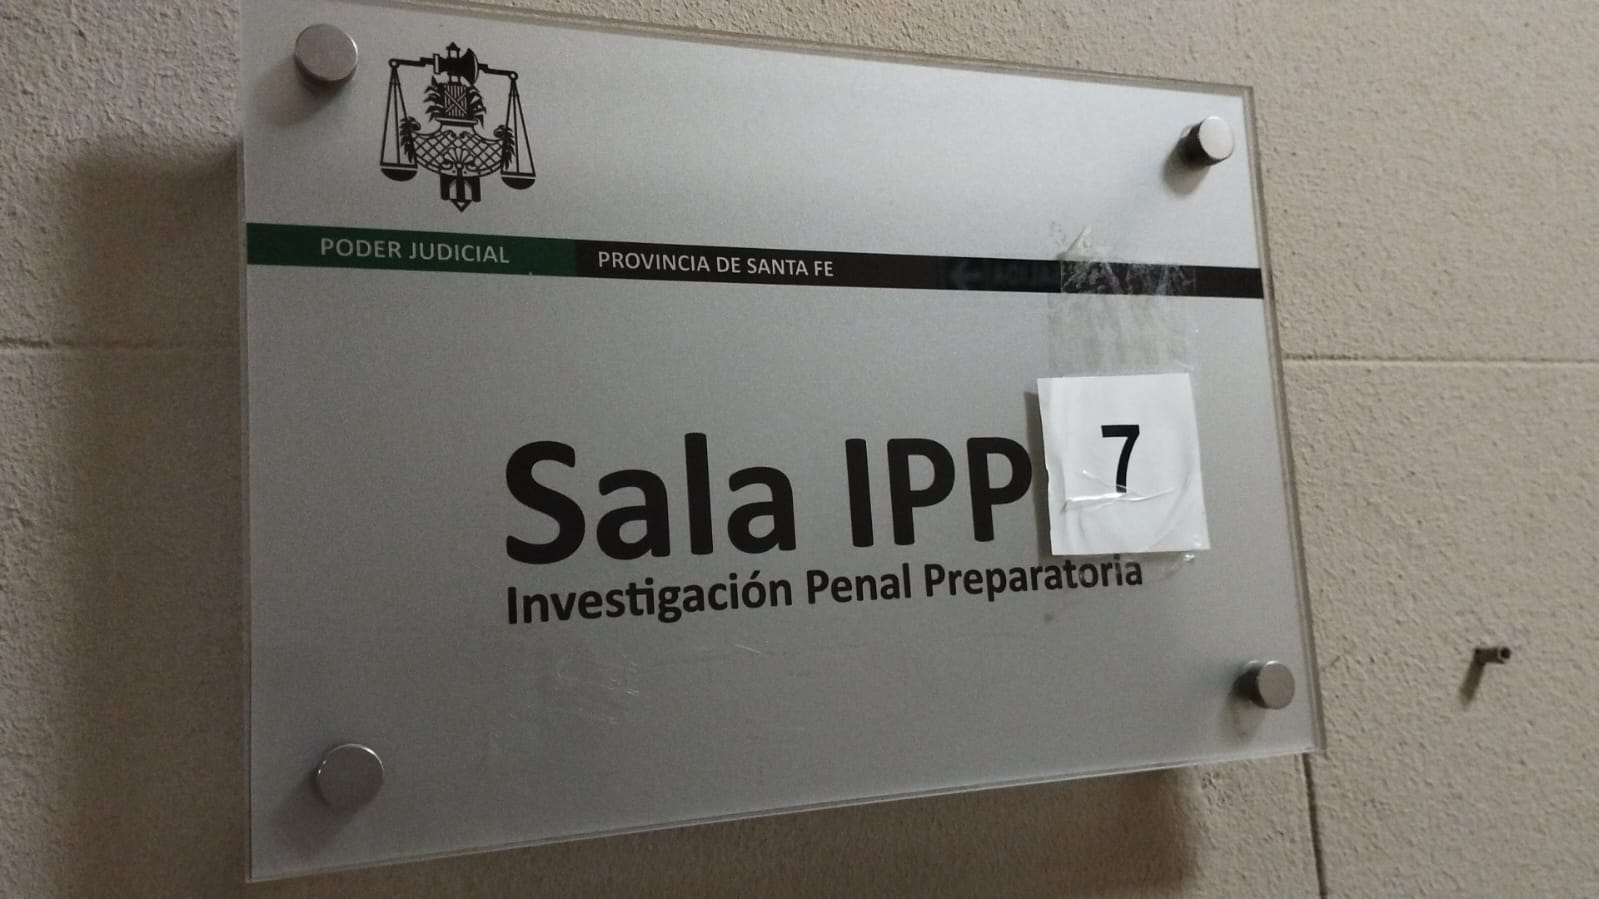 PODER JUDICIAL PROVINCIA DE SANTA FE
Sala IPP 7
Investigación Penal Preparatoria